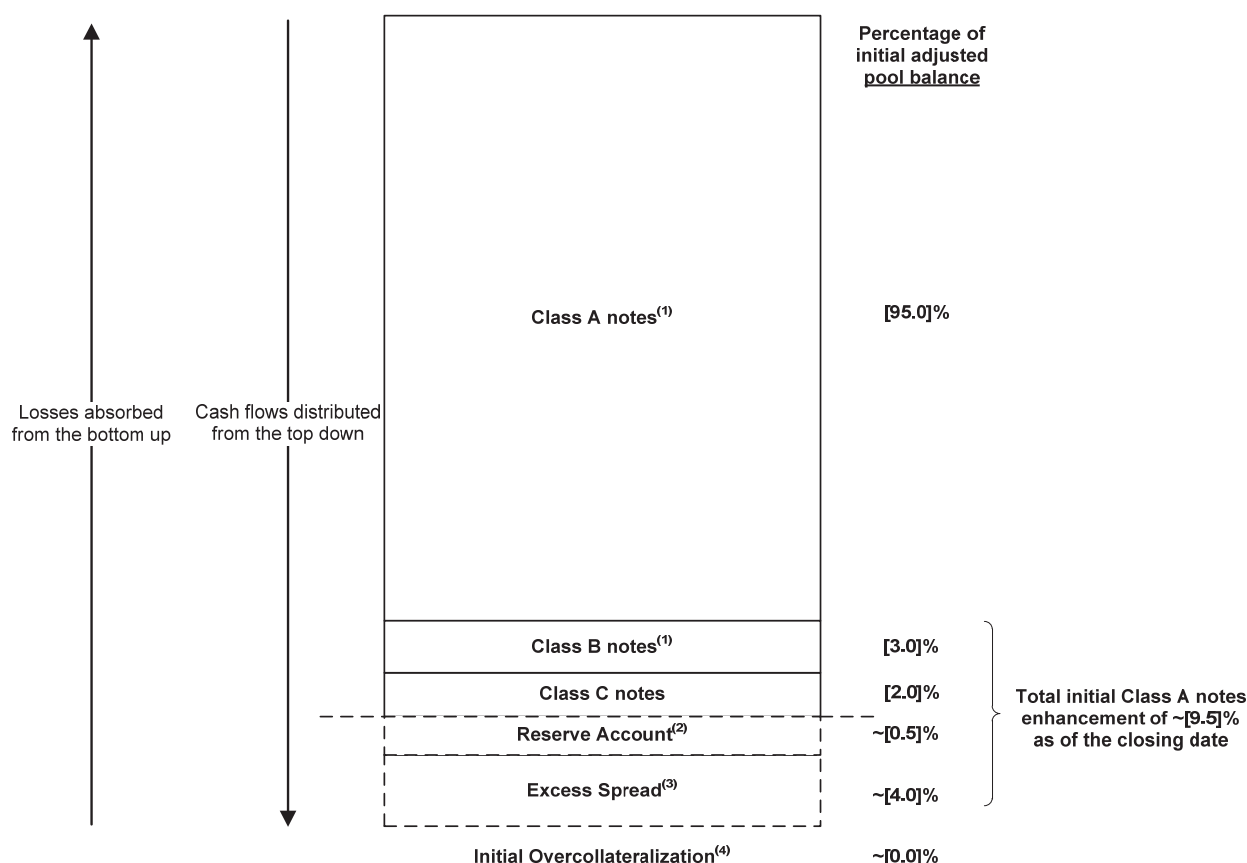 Percentage of
initial adjusted
pool balance
Class A notes(1)
[95.0]%
Losses absorbed
from the bottom up
Cash flows distributed
from the top down
Class B notes(1)
[3.0]%
Class C notes
[2.0]%
Total initial Class A notes
enhancement of ~[9.5]%
as of the closing date
Reserve Account(2)
~[0.5]%
Excess Spread(3)
~[4.0]%
Initial Overcollateralization(4)
~[0.0]%